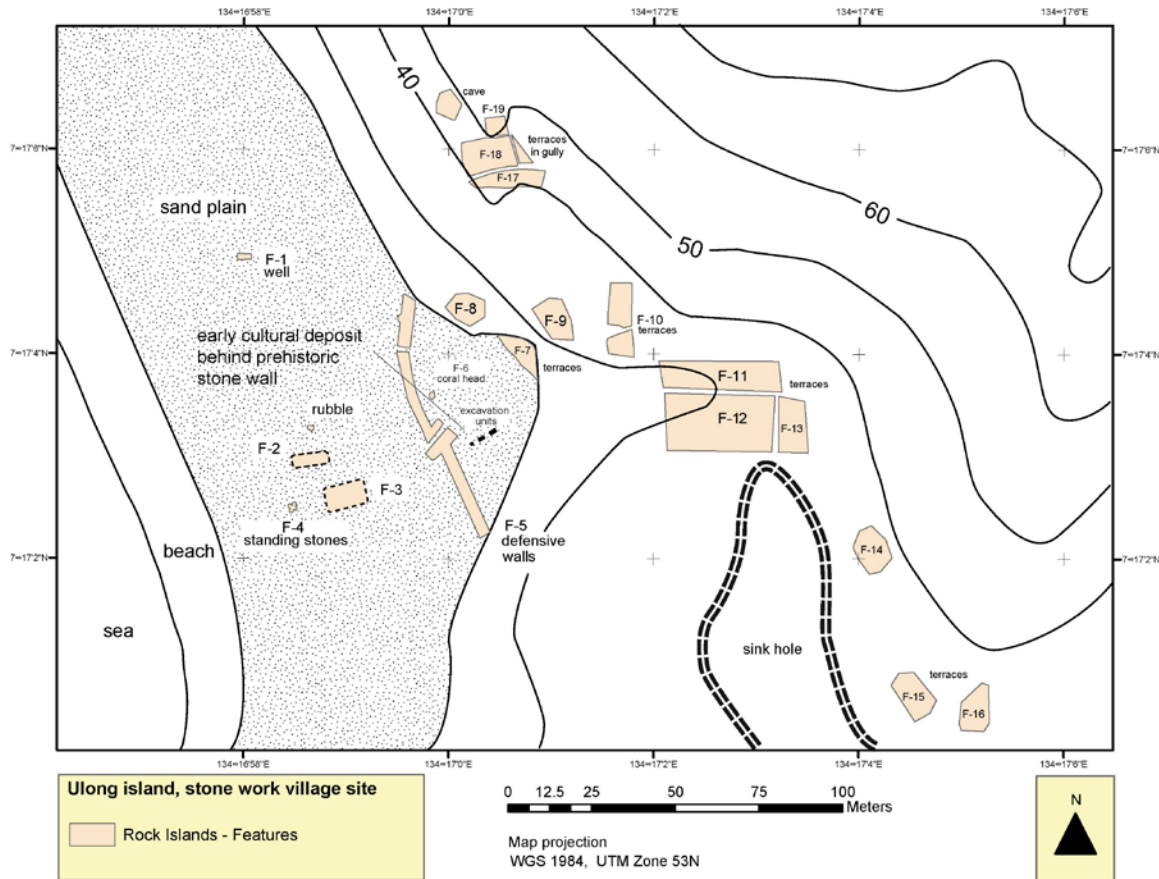 134=16'58"E 134=17'0"E 134=17'2"E 134=17'4"E 134=17'6"E
40
cave
F-19
terraces
in gully
F-18
F-17
7=17'6"N 7=17'6"N
60
sand plain
50
F-1
well
F-8
F-9
F-10
terraces
early cultural deposit
behind prehistoric
stone wall
F-7
terraces
7=17'4"N 7=17'4"N
F-6
coral head
F-11
terraces
rubble
excavation
units
F-12
F-13
F-2
F-3
F-4
standing stones
F-5
defensive
walls
beach
F-14
7=17'2"N 7=17'2"N
sea
sink hole
terraces
F-15
F-16
134=16'58"E 134=17'0"E 134=17'2"E 134=17'4"E 134=17'6"E
Ulong island, stone work village site
Rock Islands - Features
0 12.5 25 50 75 100
Meters
Map projection
WGS 1984, UTM Zone 53N
N